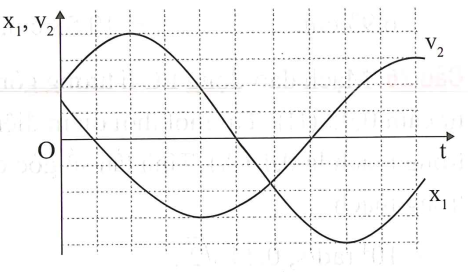 x₁, v₂
v₂
O
t
x₁